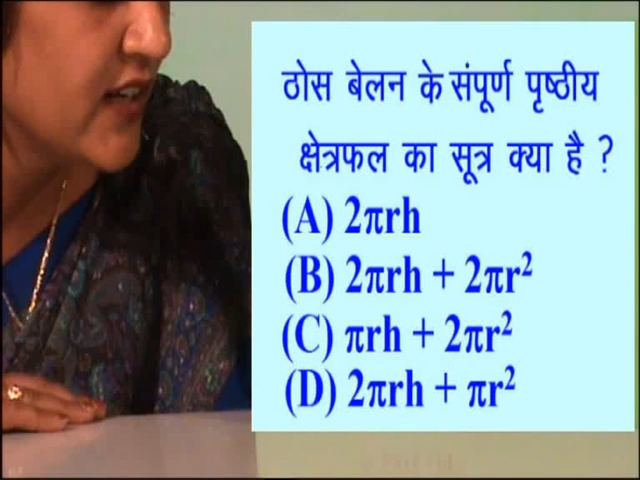 ठोस बेलन के संपूर्ण पृष्ठीय
क्षेत्रफल का सूत्र क्या है ?
(A) 2πrh
(B) 2πrh + 2πr²
(C) πrh + 2πr²
(D) 2πrh + πr²